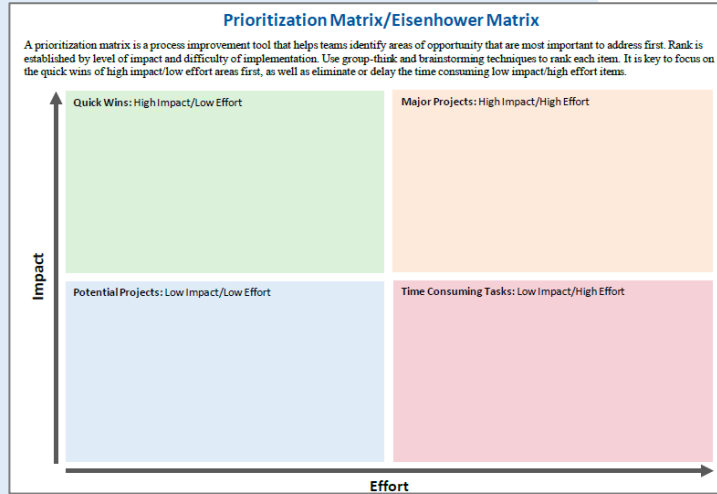 Prioritization Matrix/Eisenhower Matrix
A prioritization matrix is a process improvement tool that helps teams identify areas of opportunity that are most important to address first. Rank is
established by level of impact and difficulty of implementation. Use group-think and brainstorming techniques to rank each item. It is key to focus on
the quick wins of high impact/low effort areas first, as well as eliminate or delay the time consuming low impact/high effort items.
Quick Wins: High Impact/Low Effort
Major Projects: High Impact/High Effort
Impact
Potential Projects: Low Impact/Low Effort
Time Consuming Tasks: Low Impact/High Effort
Effort